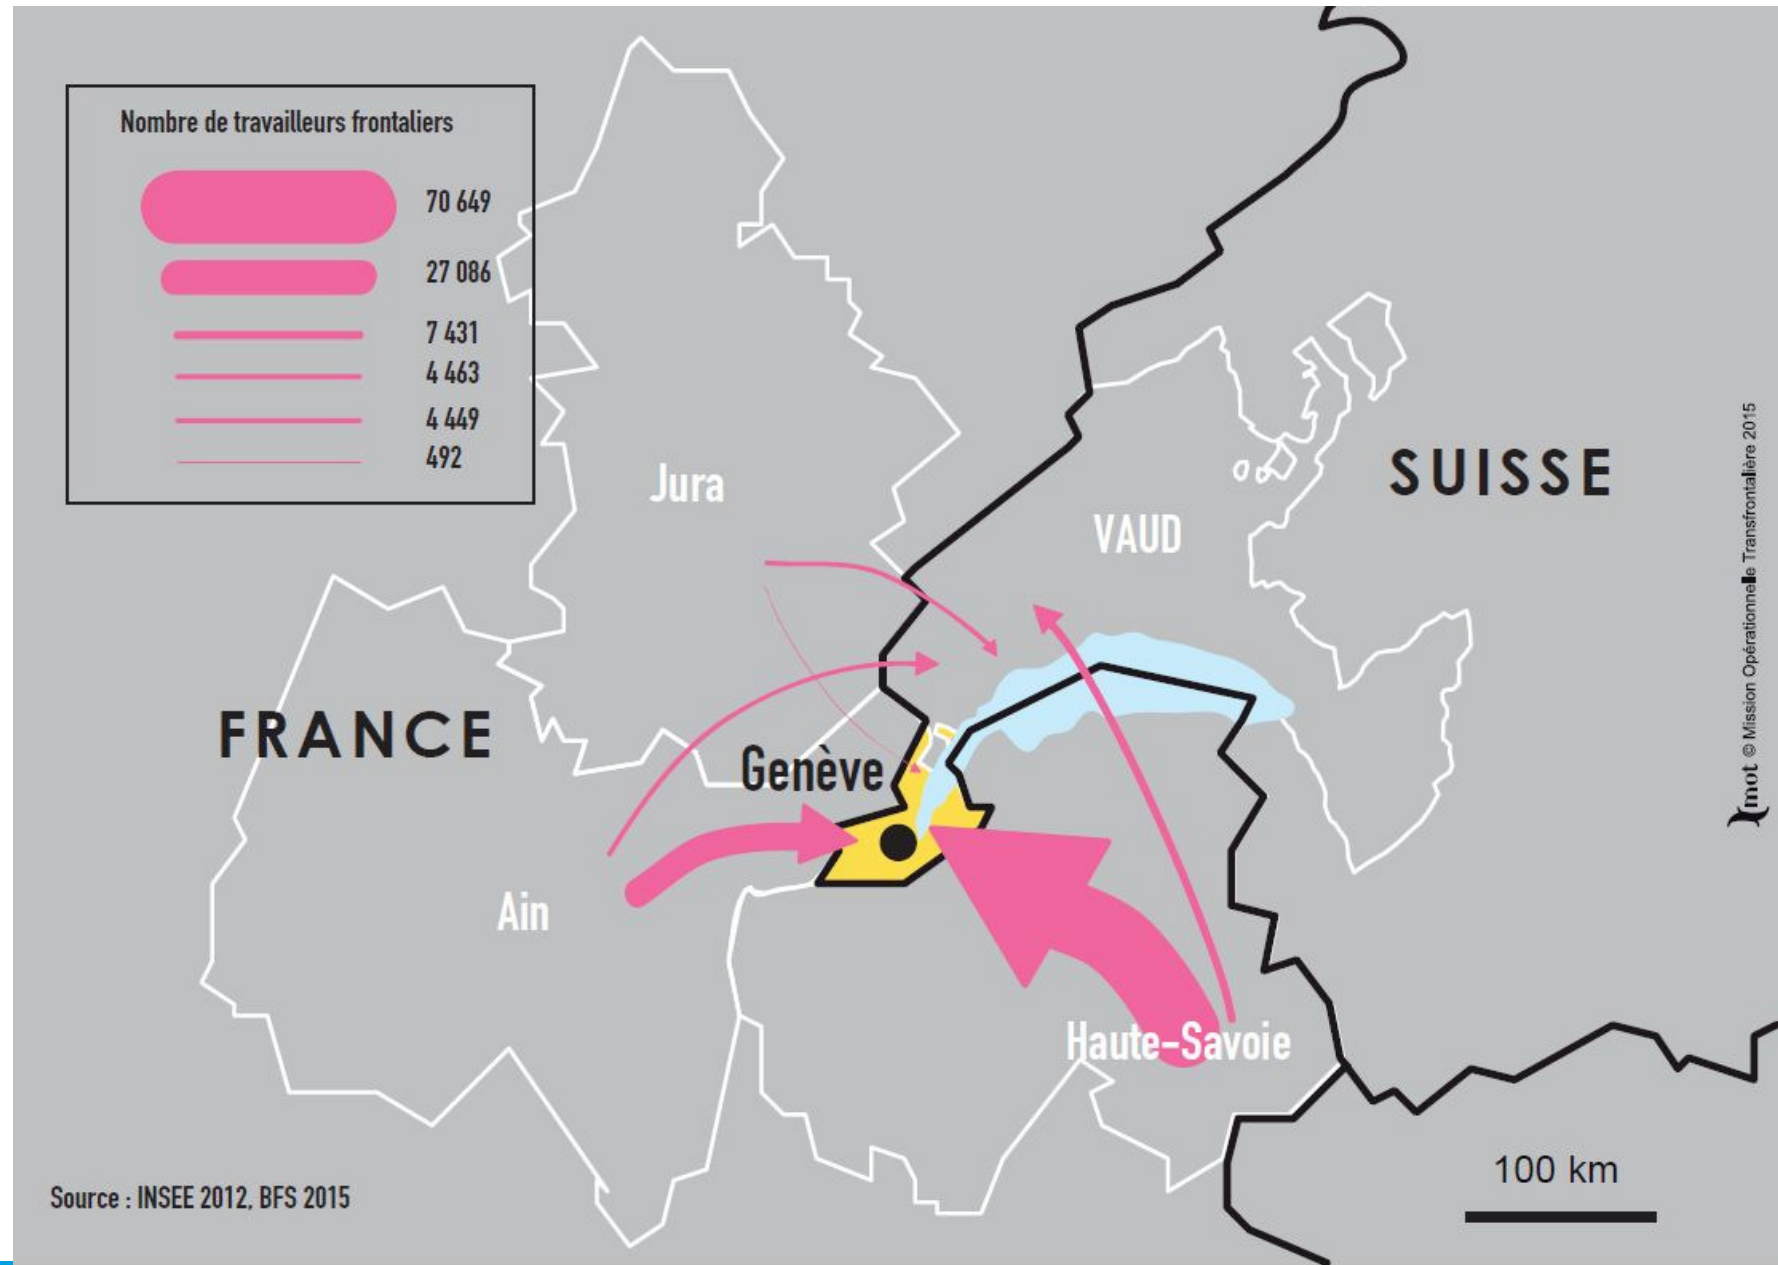 Nombre de travailleurs frontaliers
70 649
27 086
7 431
4 463
4 449
492
Jura
VAUD
SUISSE
FRANCE
Genève
Ain
Haute-Savoie
Source : INSEE 2012, BFS 2015
100 km
mot © Mission Opérationnelle Transfrontalière 2015